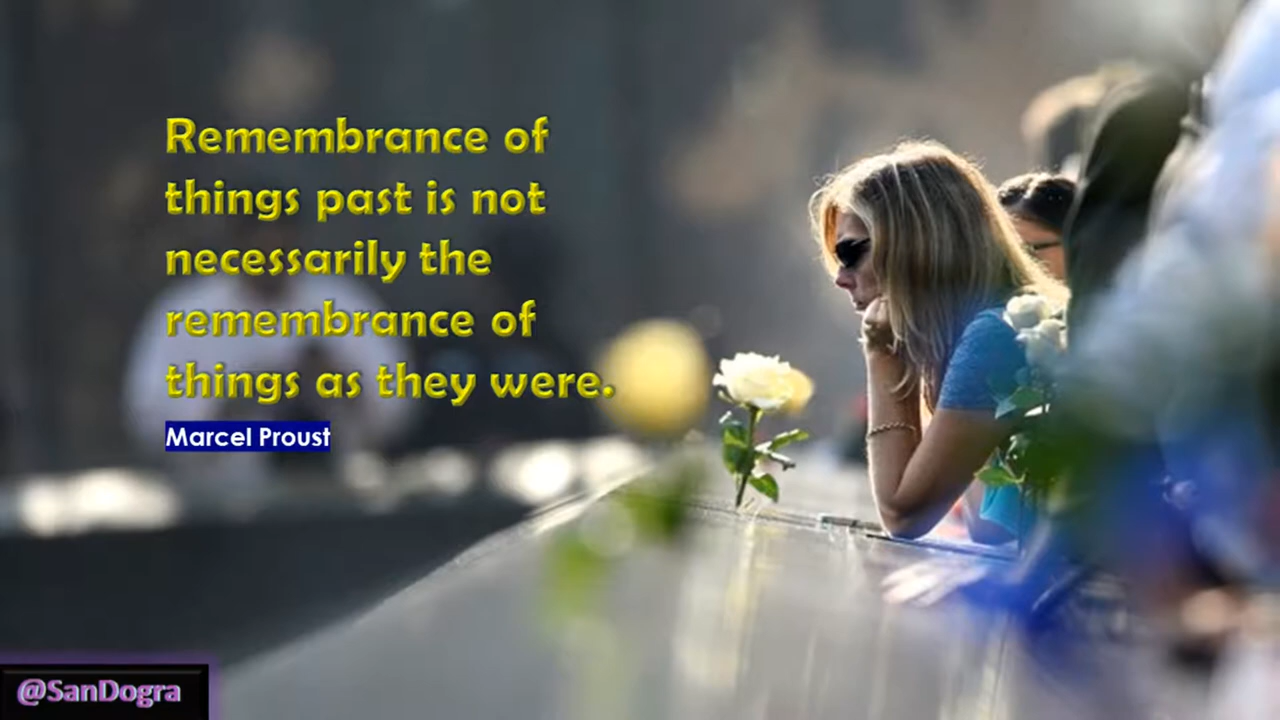 Remembrance of
things past is not
necessarily the
remembrance of
things as they were.
Marcel Proust
@SanDogra